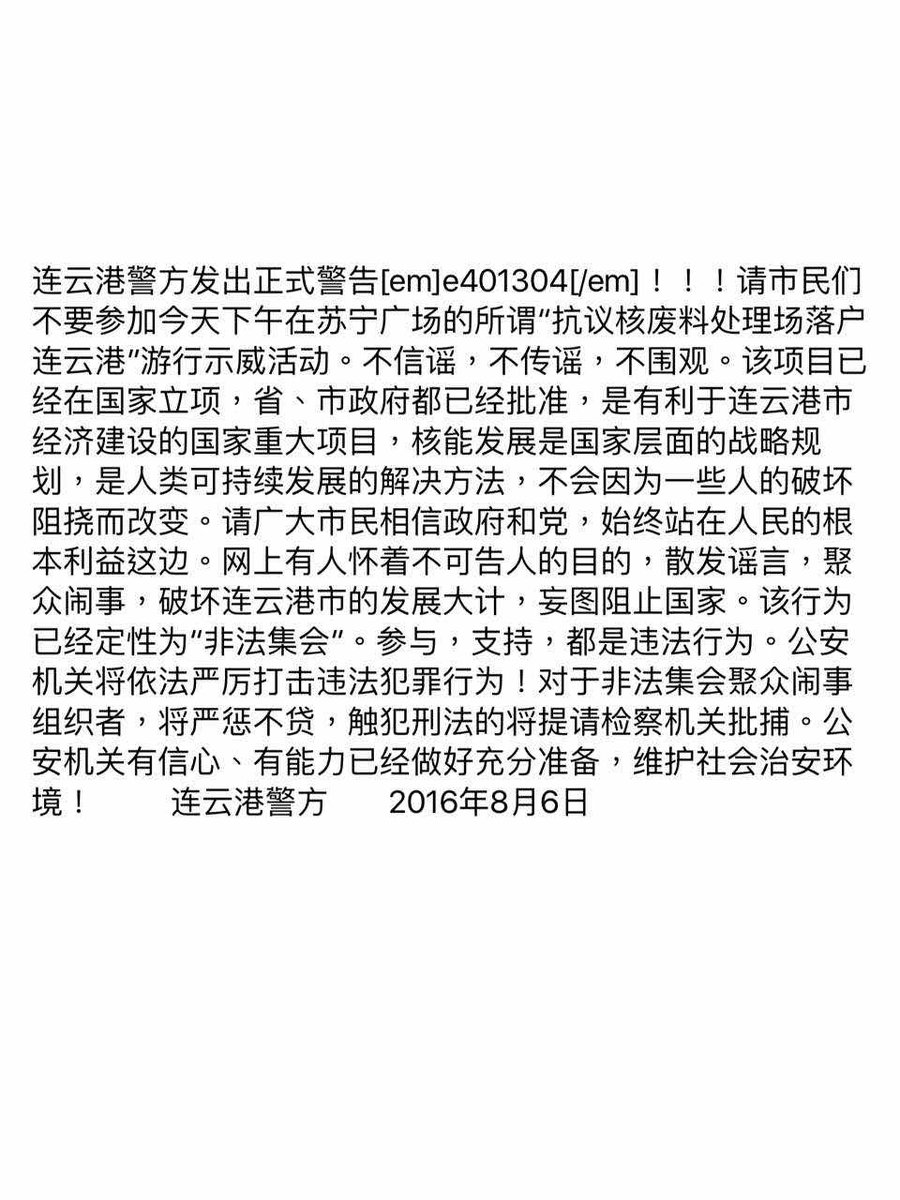 连云港警方发出正式警告[em]e401304[/em]！！！请市民们
不要参加今天下午在苏宁广场的所谓“抗议核废料处理场落户
连云港”游行示威活动。不信谣，不传谣，不围观。该项目已
经在国家立项，省、市政府都已经批准，是有利于连云港市
经济建设的国家重大项目，核能发展是国家层面的战略规
划，是人类可持续发展的解决方法，不会因为一些人的破坏
阻挠而改变。请广大市民相信政府和党，始终站在人民的根
本利益这边。网上有人怀着不可告人的目的，散发谣言，聚
众闹事，破坏连云港市的发展大计，妄图阻止国家。该行为
已经定性为“非法集会”。参与，支持，都是违法行为。公安
机关将依法严厉打击违法犯罪行为！对于非法集会聚众闹事
组织者，将严惩不贷，触犯刑法的将提请检察机关批捕。公
安机关有信心、有能力已经做好充分准备，维护社会治安环
境！　　连云港警方　　2016年8月6日